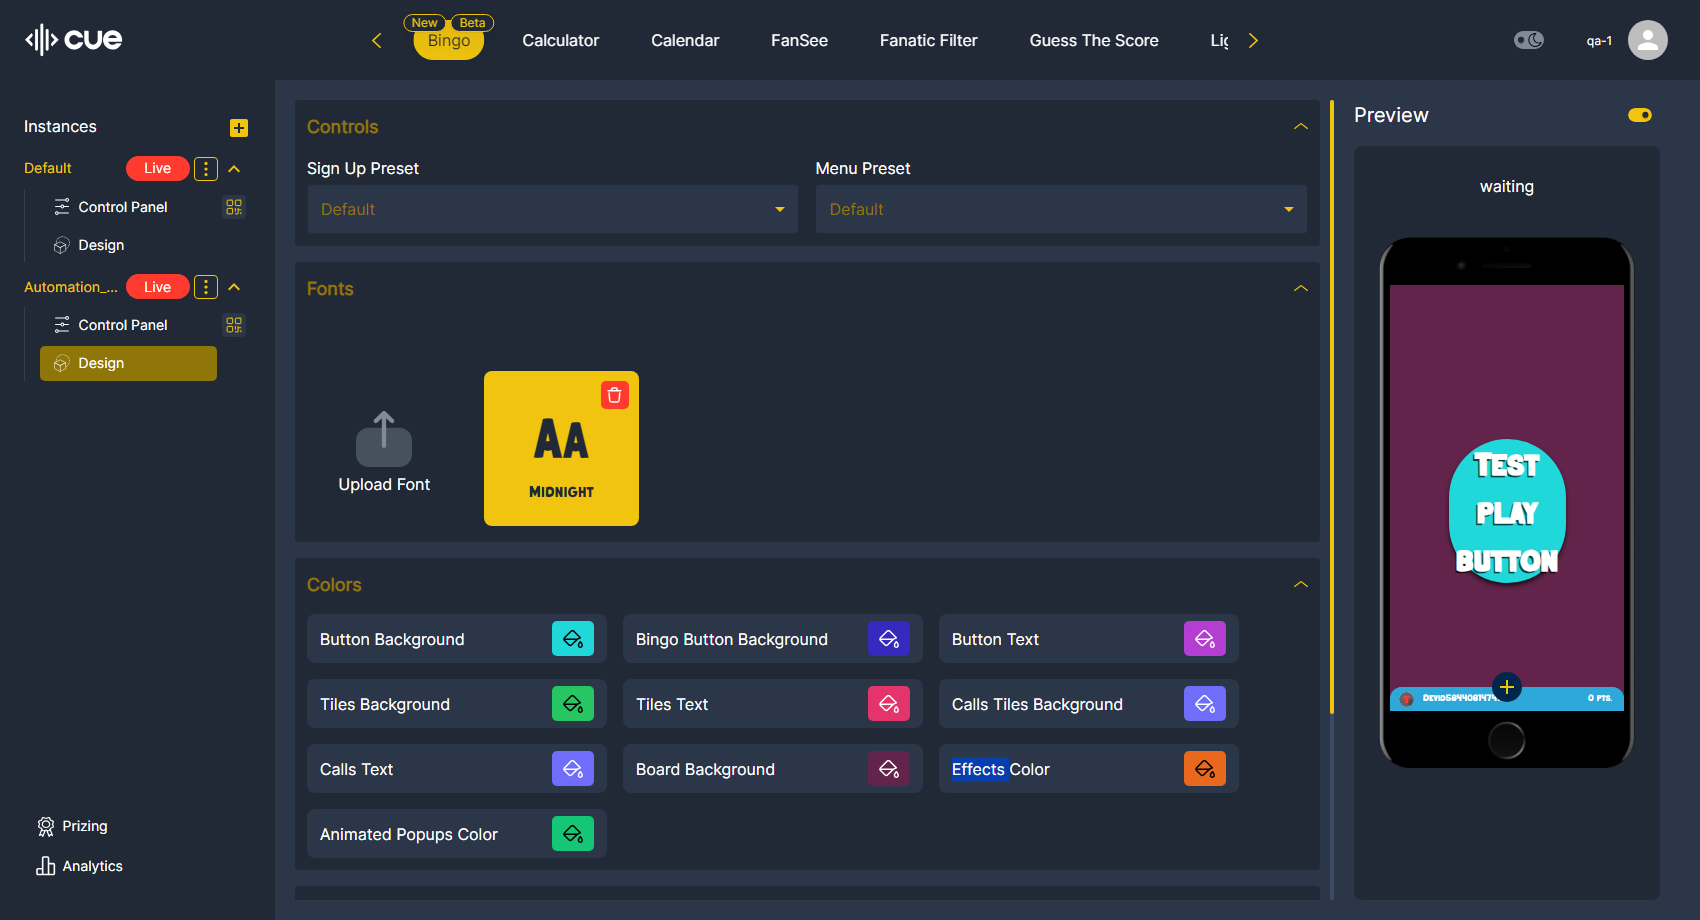 cue
New
Beta
Bingo
Calculator
Calendar
FanSee
Fanatic Filter
Guess The Score
qa-1
Instances
Default
Live
Control Panel
Design
Automation_...
Live
Control Panel
Design
Prizing
Analytics
Controls
Sign Up Preset
Menu Preset
Default
Default
Fonts
Upload Font
AA
MIDNIGHT
Colors
Button Background
Bingo Button Background
Button Text
Tiles Background
Tiles Text
Calls Tiles Background
Calls Text
Board Background
Effects Color
Animated Popups Color
Preview
waiting
TEST
PLAY
BUTTON
0 PTS.